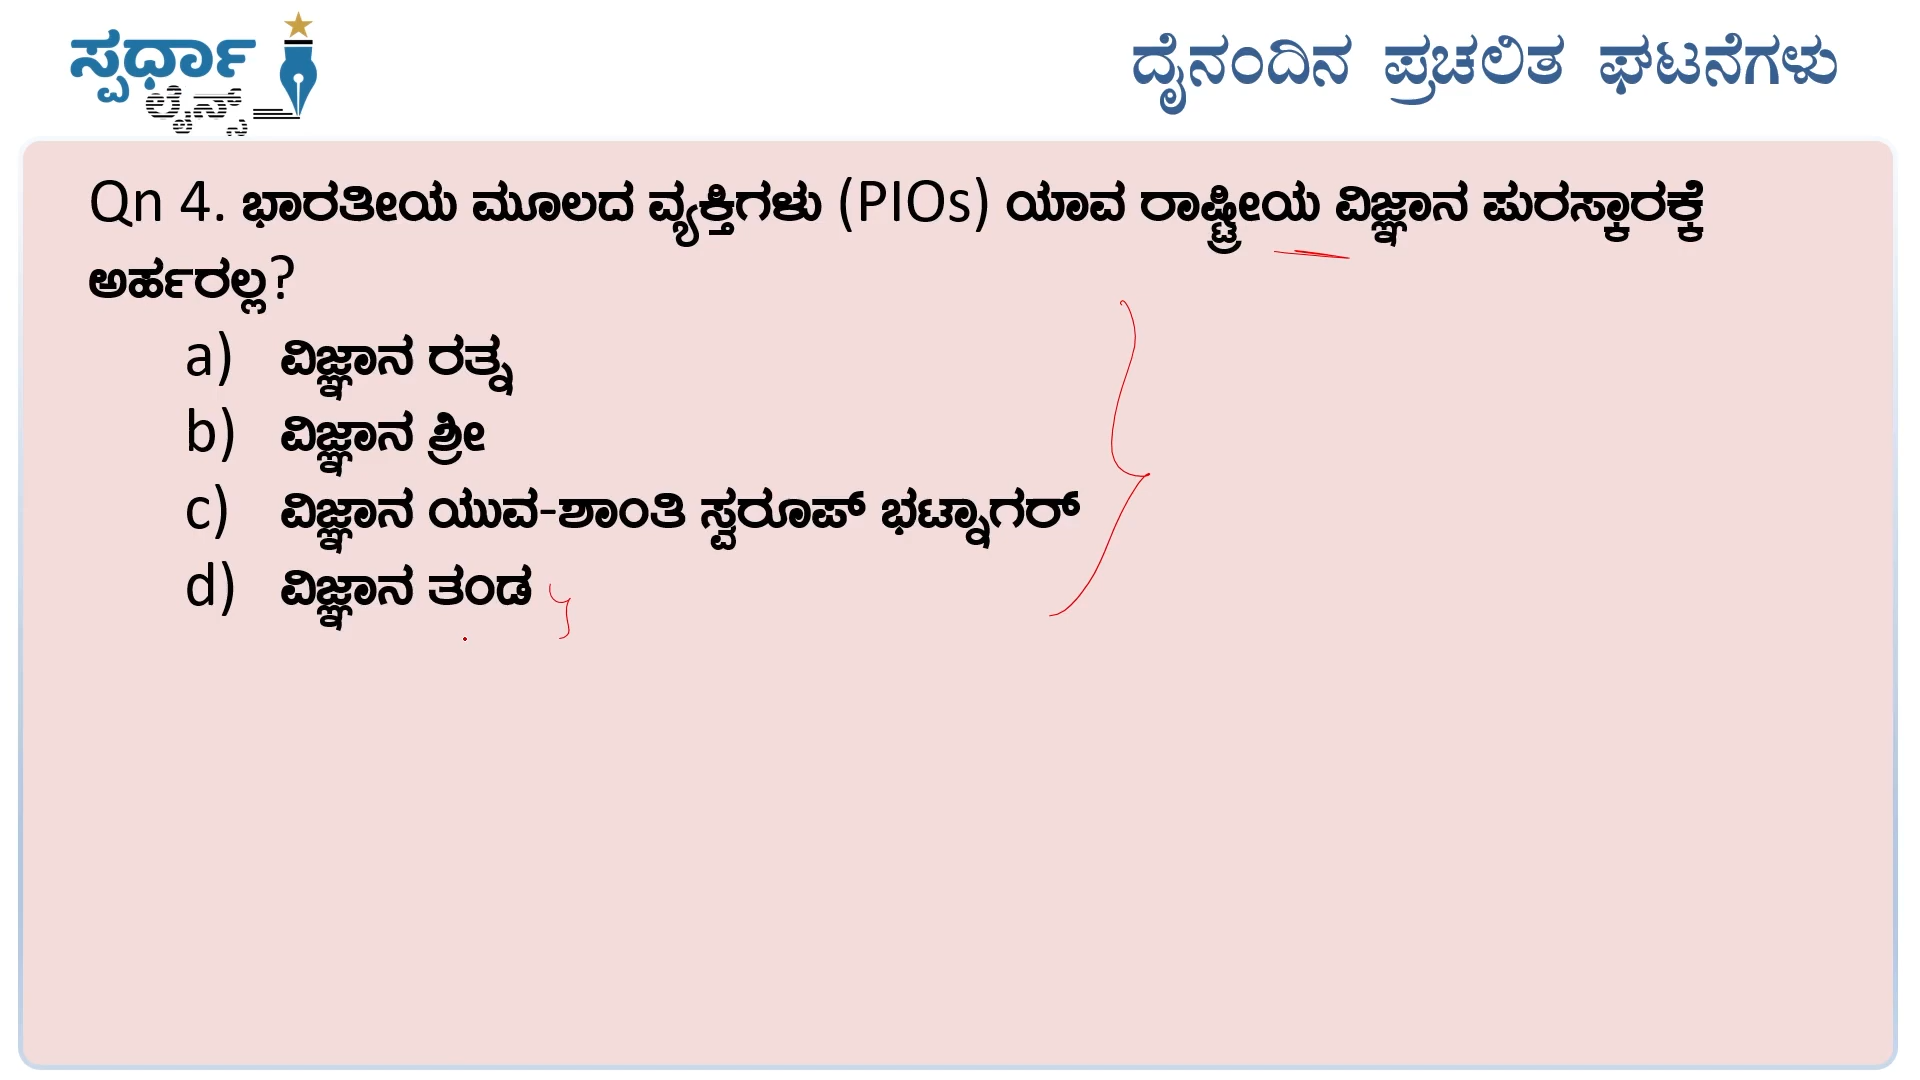 ಸ್ಪರ್ಧಾ
ಲೈನ್ಸ್
ದೈನಂದಿನ ಪ್ರಚಲಿತ ಘಟನೆಗಳು
Qn 4. ಭಾರತೀಯ ಮೂಲದ ವ್ಯಕ್ತಿಗಳು (PIOs) ಯಾವ ರಾಷ್ಟ್ರೀಯ ವಿಜ್ಞಾನ ಪುರಸ್ಕಾರಕ್ಕೆ
ಅರ್ಹರಲ್ಲ?
a) ವಿಜ್ಞಾನ ರತ್ನ
b) ವಿಜ್ಞಾನ ಶ್ರೀ
c) ವಿಜ್ಞಾನ ಯುವ-ಶಾಂತಿ ಸ್ವರೂಪ್ ಭಟ್ನಾಗರ್
d) ವಿಜ್ಞಾನ ತಂಡ